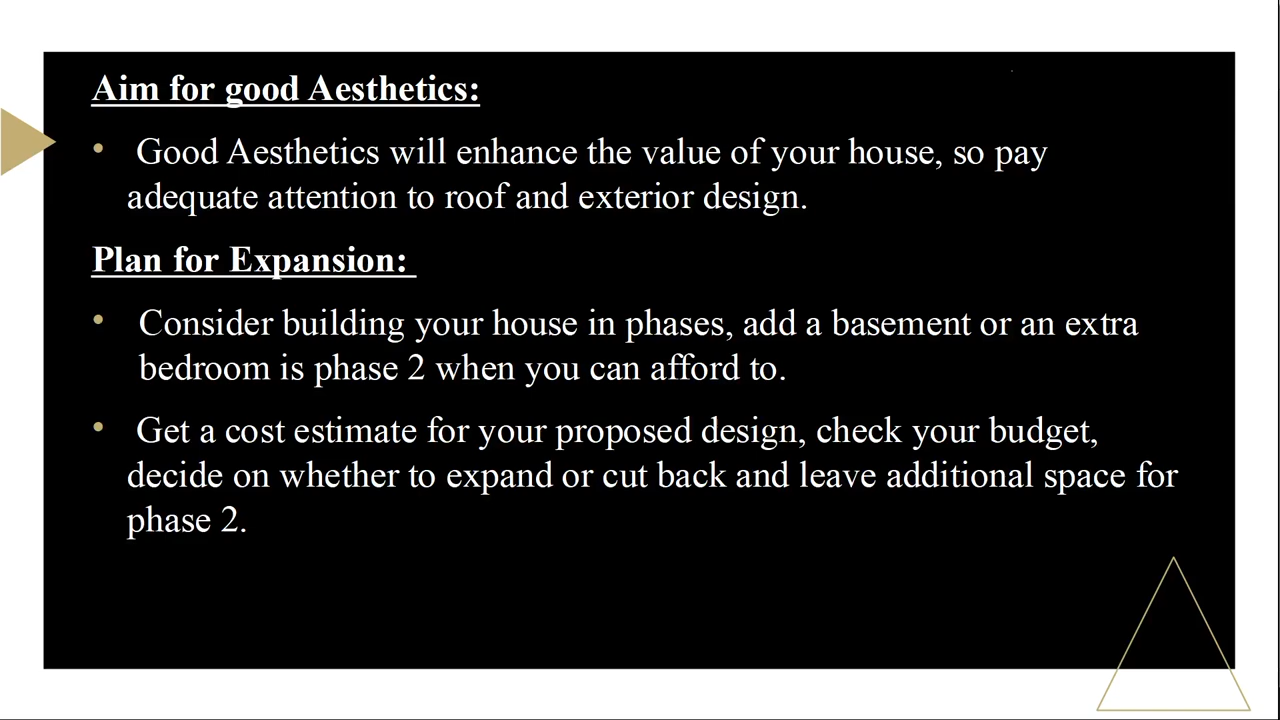 Aim for good Aesthetics:
• Good Aesthetics will enhance the value of your house, so pay
adequate attention to roof and exterior design.
Plan for Expansion:
• Consider building your house in phases, add a basement or an extra
bedroom is phase 2 when you can afford to.
• Get a cost estimate for your proposed design, check your budget,
decide on whether to expand or cut back and leave additional space for
phase 2.